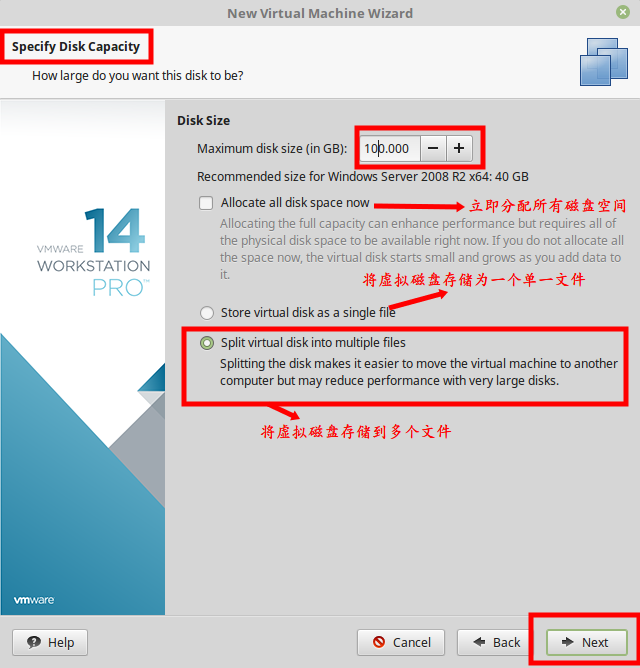 New Virtual Machine Wizard
Specify Disk Capacity
How large do you want this disk to be?
Disk Size
Maximum disk size (in GB):
100.000
Recommended size for Windows Server 2008 R2 x64: 40 GB
Allocate all disk space now
立即分配所有磁盘空间
Allocating the full capacity can enhance performance but requires all of
the physical disk space to be available right now. If you do not allocate all
the space now, the virtual disk starts small and grows as you add data to
it.
将虚拟磁盘存储为一个单一文件
Store virtual disk as a single file
Split virtual disk into multiple files
Splitting the disk makes it easier to move the virtual machine to another
computer but may reduce performance with very large disks.
将虚拟磁盘存储到多个文件
14
VMWARE
WORKSTATION
PRO™
vmware
Help
Cancel
Back
Next